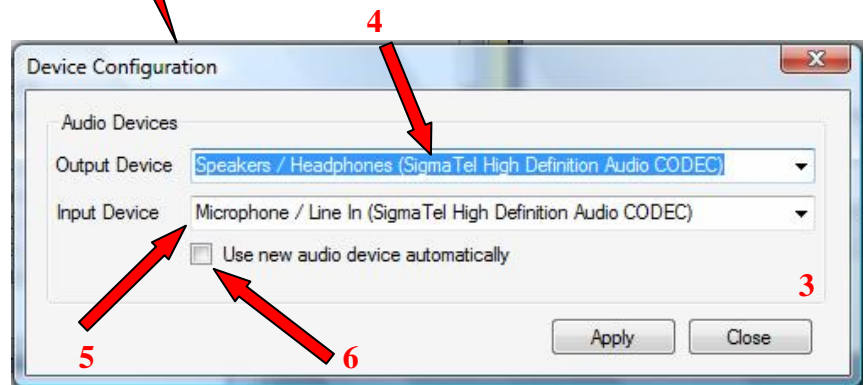 4
Device Configuration
Audio Devices
Output Device Speakers / Headphones (SigmaTel High Definition Audio CODEC)
Input Device Microphone / Line In (SigmaTel High Definition Audio CODEC)
Use new audio device automatically
3
Apply Close
5 6